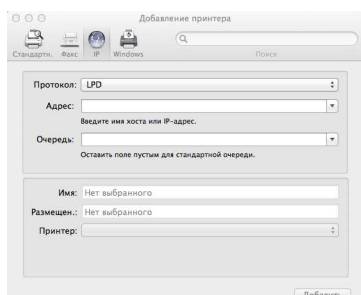 Добавление принтера
Стандартн. Факс IP Windows Поиск
Протокол: LPD
Адрес:
Введите имя хоста или IP-адрес.
Очередь:
Оставить поле пустым для стандартной очереди.
Имя: Нет выбранного
Размещен.: Нет выбранного
Принтер:
Добавить